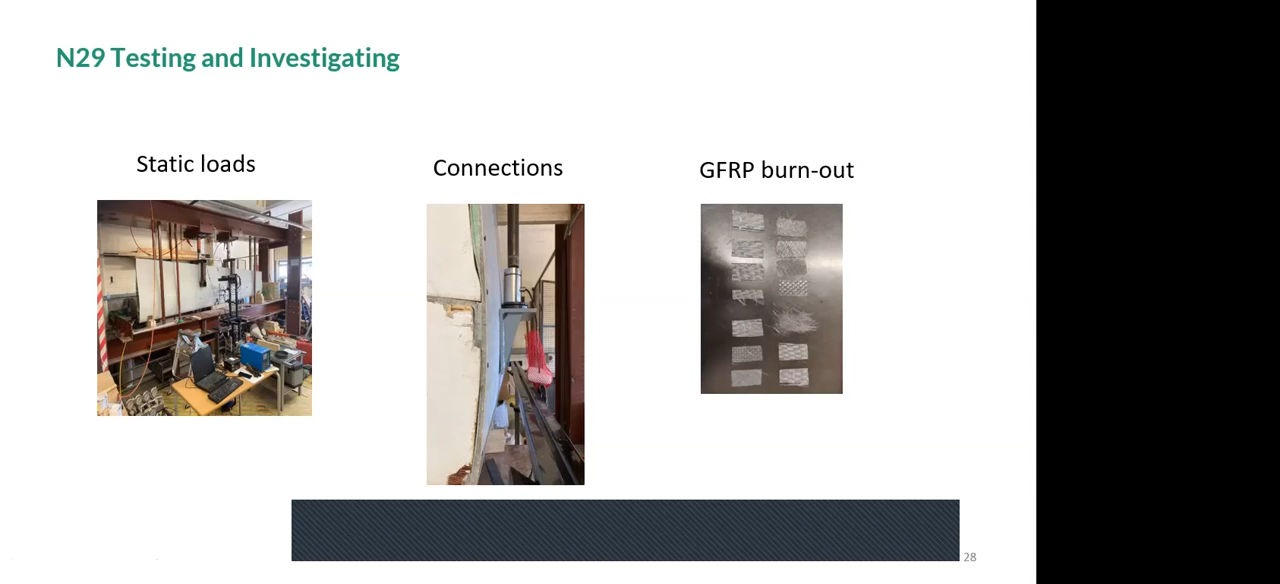 N29 Testing and Investigating
Static loads
Connections
GFRP burn-out
28